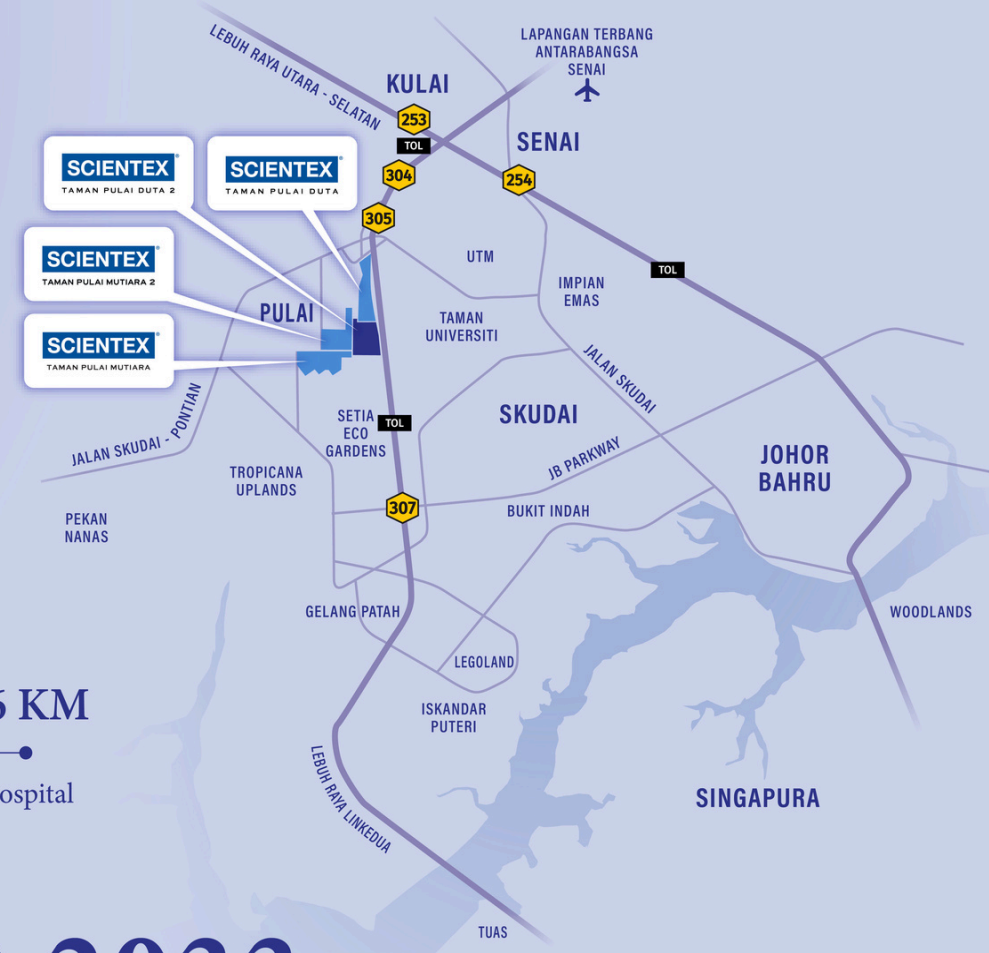 LAPANGAN TERBANG
ANTARABANGSA
SENAI
LEBUH RAYA UTARA - SELATAN
KULAI
253
TOL
SENAI
304
254
SCIENTEX
TAMAN PULAI DUTA 2
SCIENTEX
TAMAN PULAI DUTA
305
SCIENTEX
TAMAN PULAI MUTIARA 2
UTM
TOL
IMPIAN
EMAS
PULAI
TAMAN
UNIVERSITI
SCIENTEX
TAMAN PULAI MUTIARA
JALAN SKUDAI
JALAN SKUDAI - PONTIAN
SETIA
ECO
GARDENS
TOL
SKUDAI
JB PARKWAY
JOHOR
BAHRU
TROPICANA
UPLANDS
307
BUKIT INDAH
PEKAN
NANAS
GELANG PATAH
WOODLANDS
LEGOLAND
6 KM
ISKANDAR
PUTERI
ospital
LEBUH RAYA LINKEDUA
SINGAPURA
TUAS